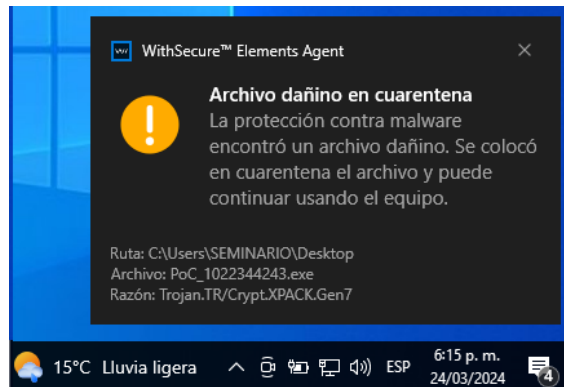 WithSecure™ Elements Agent
Archivo dañino en cuarentena
La protección contra malware
encontró un archivo dañino. Se colocó
en cuarentena el archivo y puede
continuar usando el equipo.
Ruta: C:\Users\SEMINARIO\Desktop
Archivo: PoC_1022344243.exe
Razón: Trojan.TR/Crypt.XPACK.Gen7
15°C Lluvia ligera ESP 6:15 p. m.
24/03/2024
4